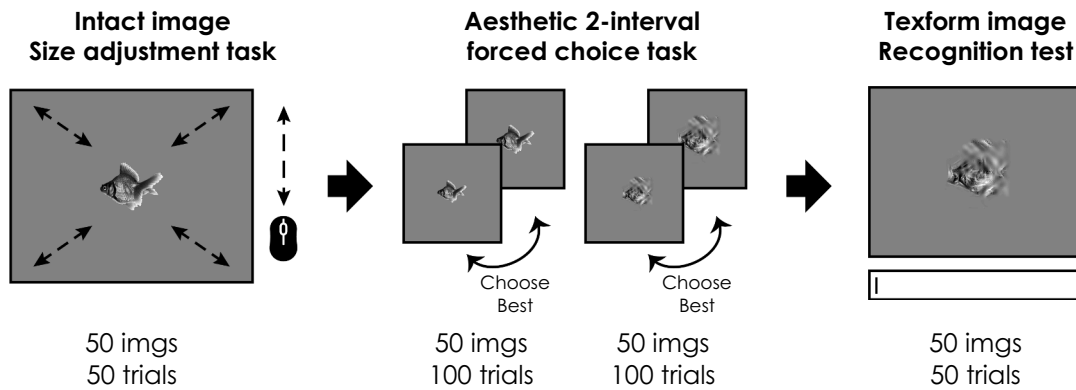 Intact image
Size adjustment task
Aesthetic 2-interval
forced choice task
Texform image
Recognition test
Choose
Best
Choose
Best
50 imgs
50 trials
50 imgs
100 trials
50 imgs
100 trials
50 imgs
50 trials